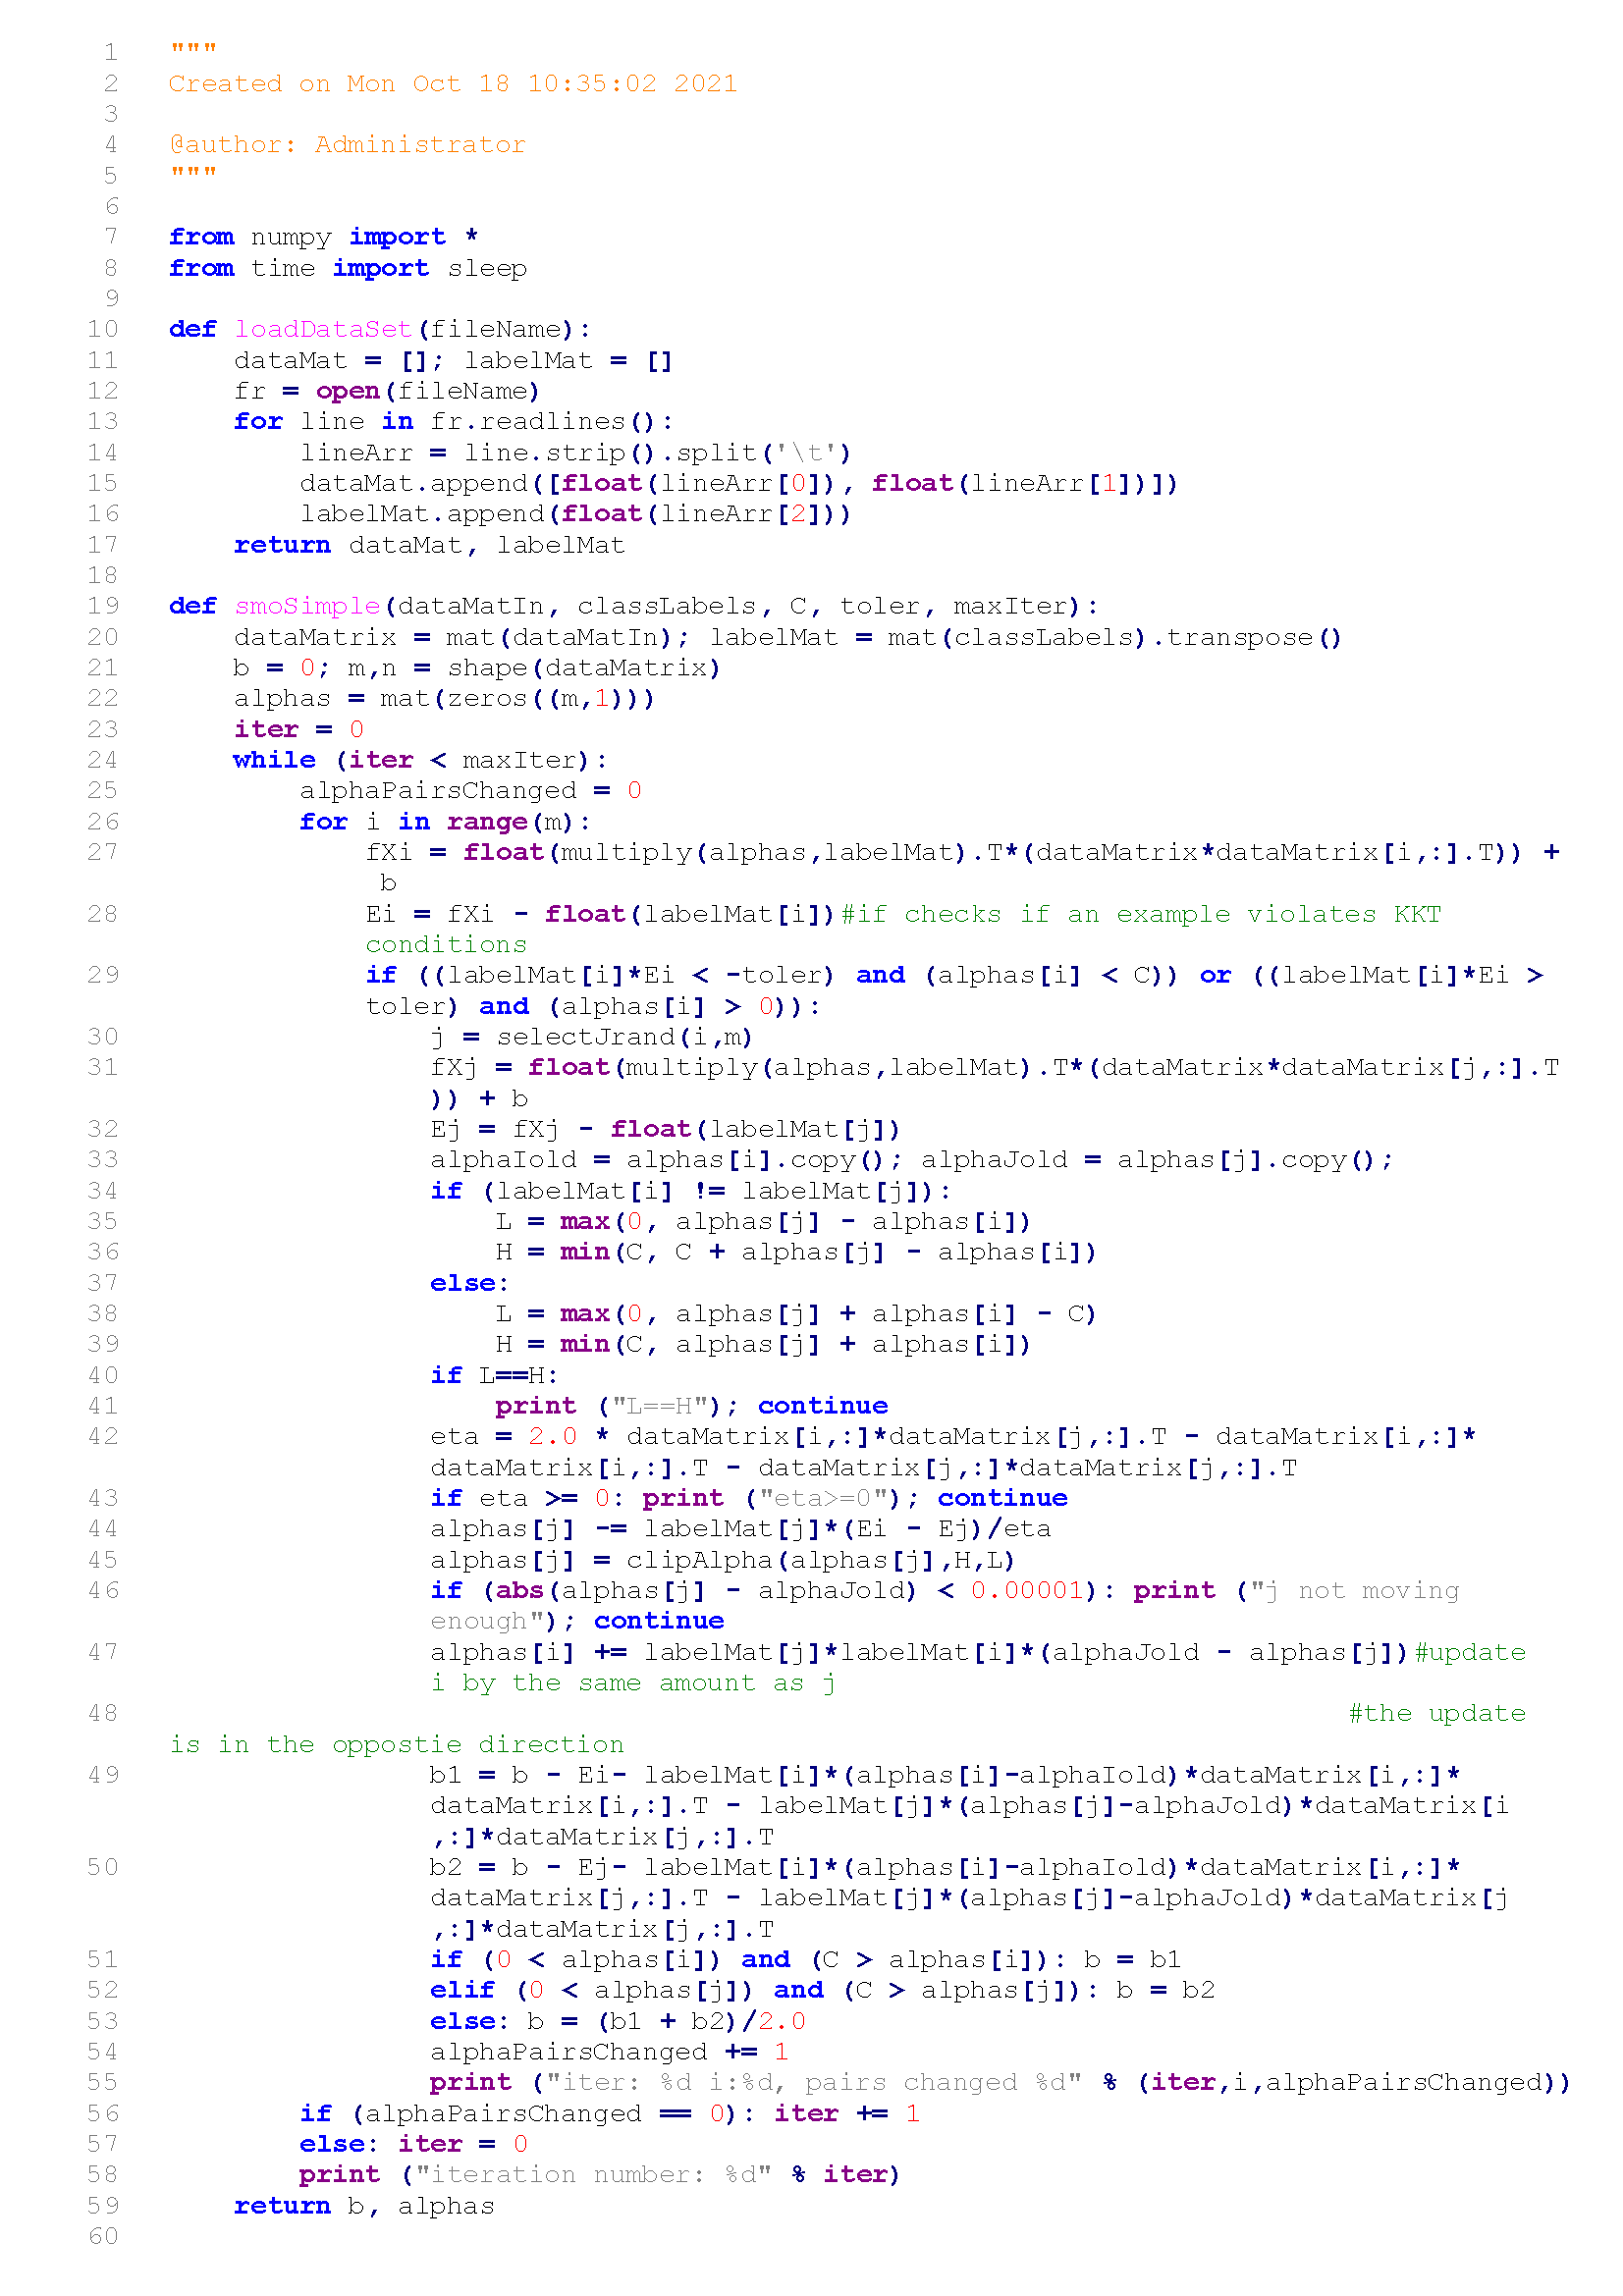 1 """
2 Created on Mon Oct 18 10:35:02 2021
3
4 @author: Administrator
5 """
6
7 from numpy import *
8 from time import sleep
9
10 def loadDataSet(fileName):
11     dataMat = []; labelMat = []
12     fr = open(fileName)
13     for line in fr.readlines():
14         lineArr = line.strip().split('\t')
15         dataMat.append([float(lineArr[0]), float(lineArr[1])])
16         labelMat.append(float(lineArr[2]))
17     return dataMat, labelMat
18
19 def smoSimple(dataMatIn, classLabels, C, toler, maxIter):
20     dataMatrix = mat(dataMatIn); labelMat = mat(classLabels).transpose()
21     b = 0; m,n = shape(dataMatrix)
22     alphas = mat(zeros((m,1)))
23     iter = 0
24     while (iter < maxIter):
25         alphaPairsChanged = 0
26         for i in range(m):
27             fXi = float(multiply(alphas,labelMat).T*(dataMatrix*dataMatrix[i,:].T)) +
             b
28             Ei = fXi - float(labelMat[i])#if checks if an example violates KKT
            conditions
29             if ((labelMat[i]*Ei < -toler) and (alphas[i] < C)) or ((labelMat[i]*Ei >
            toler) and (alphas[i] > 0)):
30                 j = selectJrand(i,m)
31                 fXj = float(multiply(alphas,labelMat).T*(dataMatrix*dataMatrix[j,:].T
                )) + b
32                 Ej = fXj - float(labelMat[j])
33                 alphaIold = alphas[i].copy(); alphaJold = alphas[j].copy();
34                 if (labelMat[i] != labelMat[j]):
35                     L = max(0, alphas[j] - alphas[i])
36                     H = min(C, C + alphas[j] - alphas[i])
37                 else:
38                     L = max(0, alphas[j] + alphas[i] - C)
39                     H = min(C, alphas[j] + alphas[i])
40                 if L==H:
41                     print ("L==H"); continue
42                 eta = 2.0 * dataMatrix[i,:]*dataMatrix[j,:].T - dataMatrix[i,:]*
                dataMatrix[i,:].T - dataMatrix[j,:]*dataMatrix[j,:].T
43                 if eta >= 0: print ("eta>=0"); continue
44                 alphas[j] -= labelMat[j]*(Ei - Ej)/eta
45                 alphas[j] = clipAlpha(alphas[j],H,L)
46                 if (abs(alphas[j] - alphaJold) < 0.00001): print ("j not moving
                enough"); continue
47                 alphas[i] += labelMat[j]*labelMat[i]*(alphaJold - alphas[j])#update
                i by the same amount as j
48                                                                         #the update
is in the oppostie direction
49                 b1 = b - Ei- labelMat[i]*(alphas[i]-alphaIold)*dataMatrix[i,:]*
                dataMatrix[i,:].T - labelMat[j]*(alphas[j]-alphaJold)*dataMatrix[i
                ,:]*dataMatrix[j,:].T
50                 b2 = b - Ej- labelMat[i]*(alphas[i]-alphaIold)*dataMatrix[i,:]*
                dataMatrix[j,:].T - labelMat[j]*(alphas[j]-alphaJold)*dataMatrix[j
                ,:]*dataMatrix[j,:].T
51                 if (0 < alphas[i]) and (C > alphas[i]): b = b1
52                 elif (0 < alphas[j]) and (C > alphas[j]): b = b2
53                 else: b = (b1 + b2)/2.0
54                 alphaPairsChanged += 1
55                 print ("iter: %d i:%d, pairs changed %d" % (iter,i,alphaPairsChanged))
56         if (alphaPairsChanged == 0): iter += 1
57         else: iter = 0
58         print ("iteration number: %d" % iter)
59     return b, alphas
60